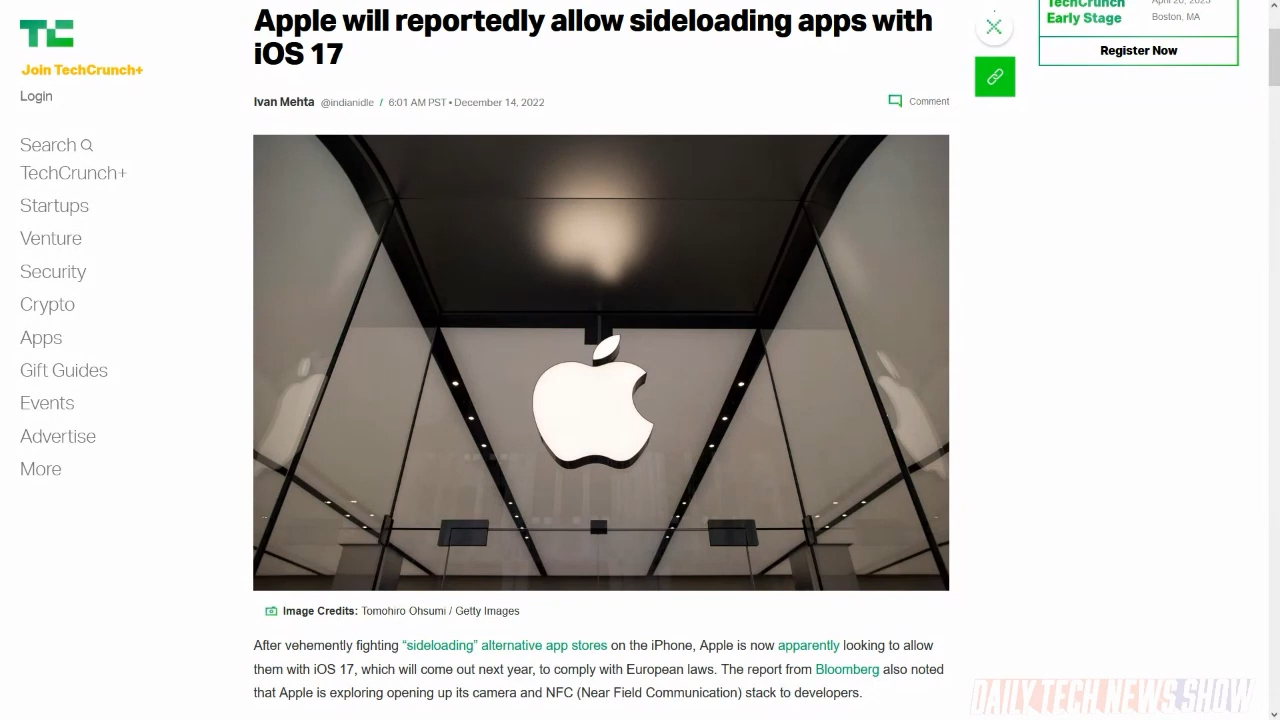 TC
Join TechCrunch+
Login
Search
TechCrunch+
Startups
Venture
Security
Crypto
Apps
Gift Guides
Events
Advertise
More
Apple will reportedly allow sideloading apps with
iOS 17
Ivan Mehta @indianidle / 6:01 AM PST • December 14, 2022
Comment
Image Credits: Tomohiro Ohsumi / Getty Images
After vehemently fighting “sideloading” alternative app stores on the iPhone, Apple is now apparently looking to allow
them with iOS 17, which will come out next year, to comply with European laws. The report from Bloomberg also noted
that Apple is exploring opening up its camera and NFC (Near Field Communication) stack to developers.
TechCrunch
Early Stage
April 20, 2023
Boston, MA
Register Now
DAILY TECH NEWS SHOW